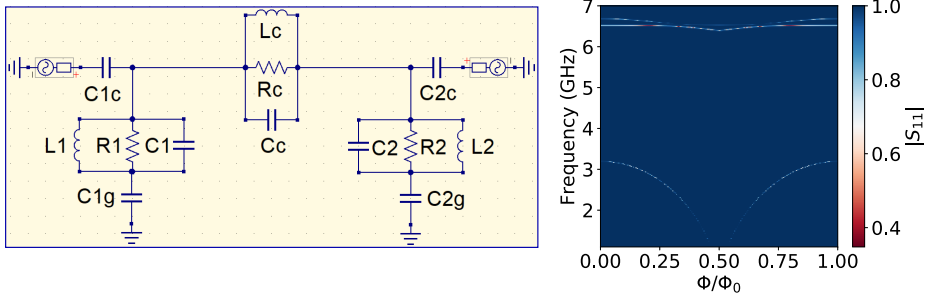 Lc
Rc
Cc
C1c
C2c
L1
R1
C1
C1g
C2
R2
L2
C2g
7
6
5
4
3
2
Frequency (GHz)
0.00
0.25
0.50
0.75
1.00
Φ/Φ0
1.0
0.8
0.6
0.4
|S11|